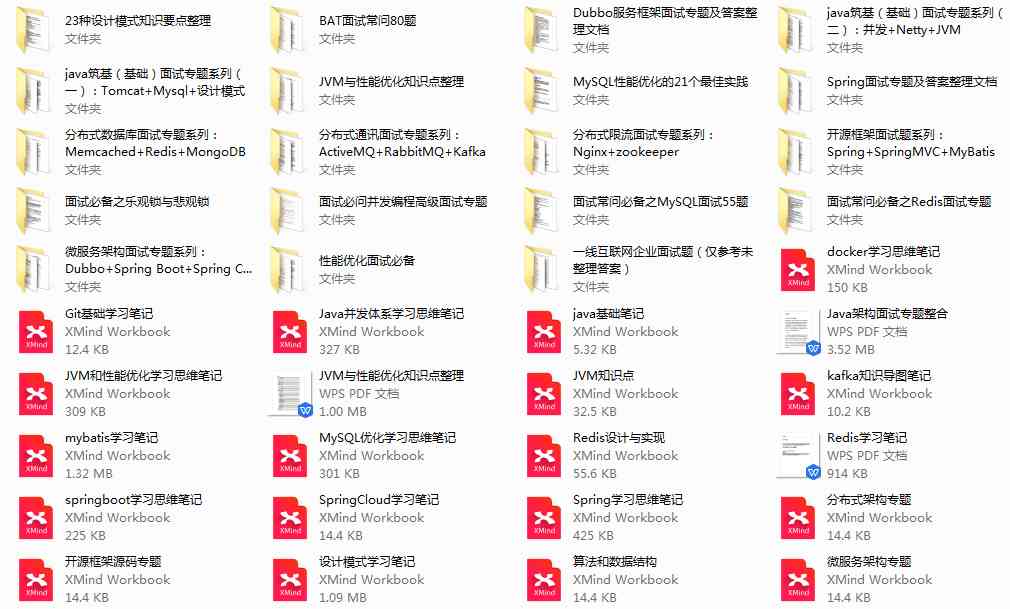 23种设计模式知识要点整理
文件夹
BAT面试常问80题
文件夹
Dubbo服务框架面试专题及答案整
理文档
文件夹
java筑基（基础）面试专题系列（
二）：并发+Netty+JVM
文件夹
java筑基（基础）面试专题系列（
一）：Tomcat+Mysql+设计模式
文件夹
JVM与性能优化知识点整理
文件夹
MySQL性能优化的21个最佳实践
文件夹
Spring面试专题及答案整理文档
文件夹
分布式数据库面试专题系列：
Memcached+Redis+MongoDB
文件夹
分布式通讯面试专题系列：
ActiveMQ+RabbitMQ+Kafka
文件夹
分布式限流面试专题系列：
Nginx+zookeeper
文件夹
开源框架面试题系列：
Spring+SpringMVC+MyBatis
文件夹
面试必备之乐观锁与悲观锁
文件夹
面试必问并发编程高级面试专题
文件夹
面试常问必备之MySQL面试55题
文件夹
面试常问必备之Redis面试专题
文件夹
微服务架构面试专题系列：
Dubbo+Spring Boot+Spring C...
文件夹
性能优化面试必备
文件夹
一线互联网企业面试题（仅参考未
整理答案）
文件夹
XMind
docker学习思维笔记
XMind Workbook
150 KB
XMind
Git基础学习笔记
XMind Workbook
12.4 KB
XMind
Java并发体系学习思维笔记
XMind Workbook
327 KB
XMind
java基础笔记
XMind Workbook
5.32 KB
Java架构面试专题整合
WPS PDF 文档
3.52 MB
XMind
JVM和性能优化学习思维笔记
XMind Workbook
309 KB
JVM与性能优化知识点整理
WPS PDF 文档
1.00 MB
XMind
JVM知识点
XMind Workbook
32.5 KB
XMind
kafka知识导图笔记
XMind Workbook
10.2 KB
XMind
mybatis学习笔记
XMind Workbook
1.32 MB
XMind
MySQL优化学习思维笔记
XMind Workbook
301 KB
XMind
Redis设计与实现
XMind Workbook
55.6 KB
Redis学习笔记
WPS PDF 文档
914 KB
XMind
springboot学习思维笔记
XMind Workbook
225 KB
XMind
SpringCloud学习笔记
XMind Workbook
14.4 KB
XMind
Spring学习思维笔记
XMind Workbook
425 KB
XMind
分布式架构专题
XMind Workbook
14.4 KB
XMind
开源框架源码专题
XMind Workbook
14.4 KB
XMind
设计模式学习笔记
XMind Workbook
1.09 MB
XMind
算法和数据结构
XMind Workbook
14.4 KB
XMind
微服务架构专题
XMind Workbook
14.4 KB